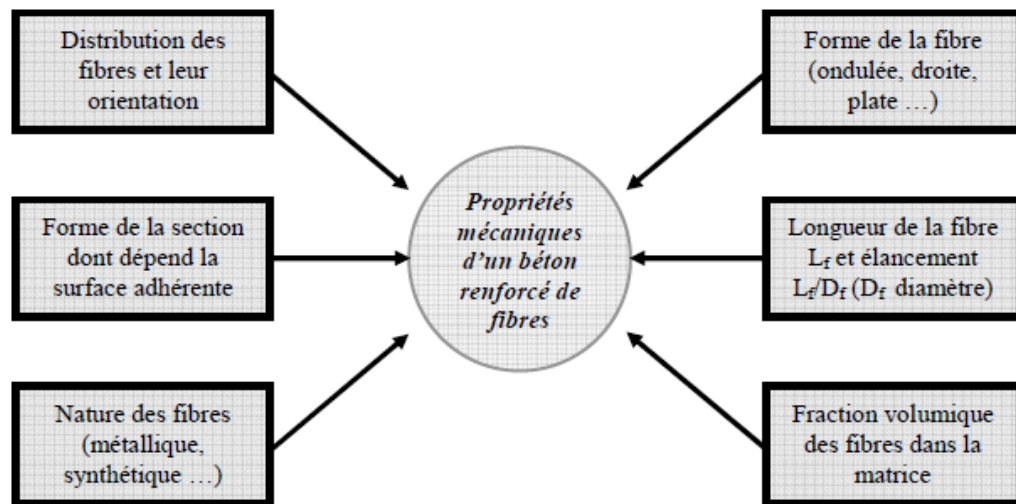 Distribution des
fibres et leur
orientation
Forme de la section
dont dépend la
surface adhérente
Nature des fibres
(métallique,
synthétique …)
Propriétés
mécaniques
d'un béton
renforcé de
fibres
Forme de la fibre
(ondulée, droite,
plate …)
Longueur de la fibre
Lf et élancement
Lf/Df (Df diamètre)
Fraction volumique
des fibres dans la
matrice